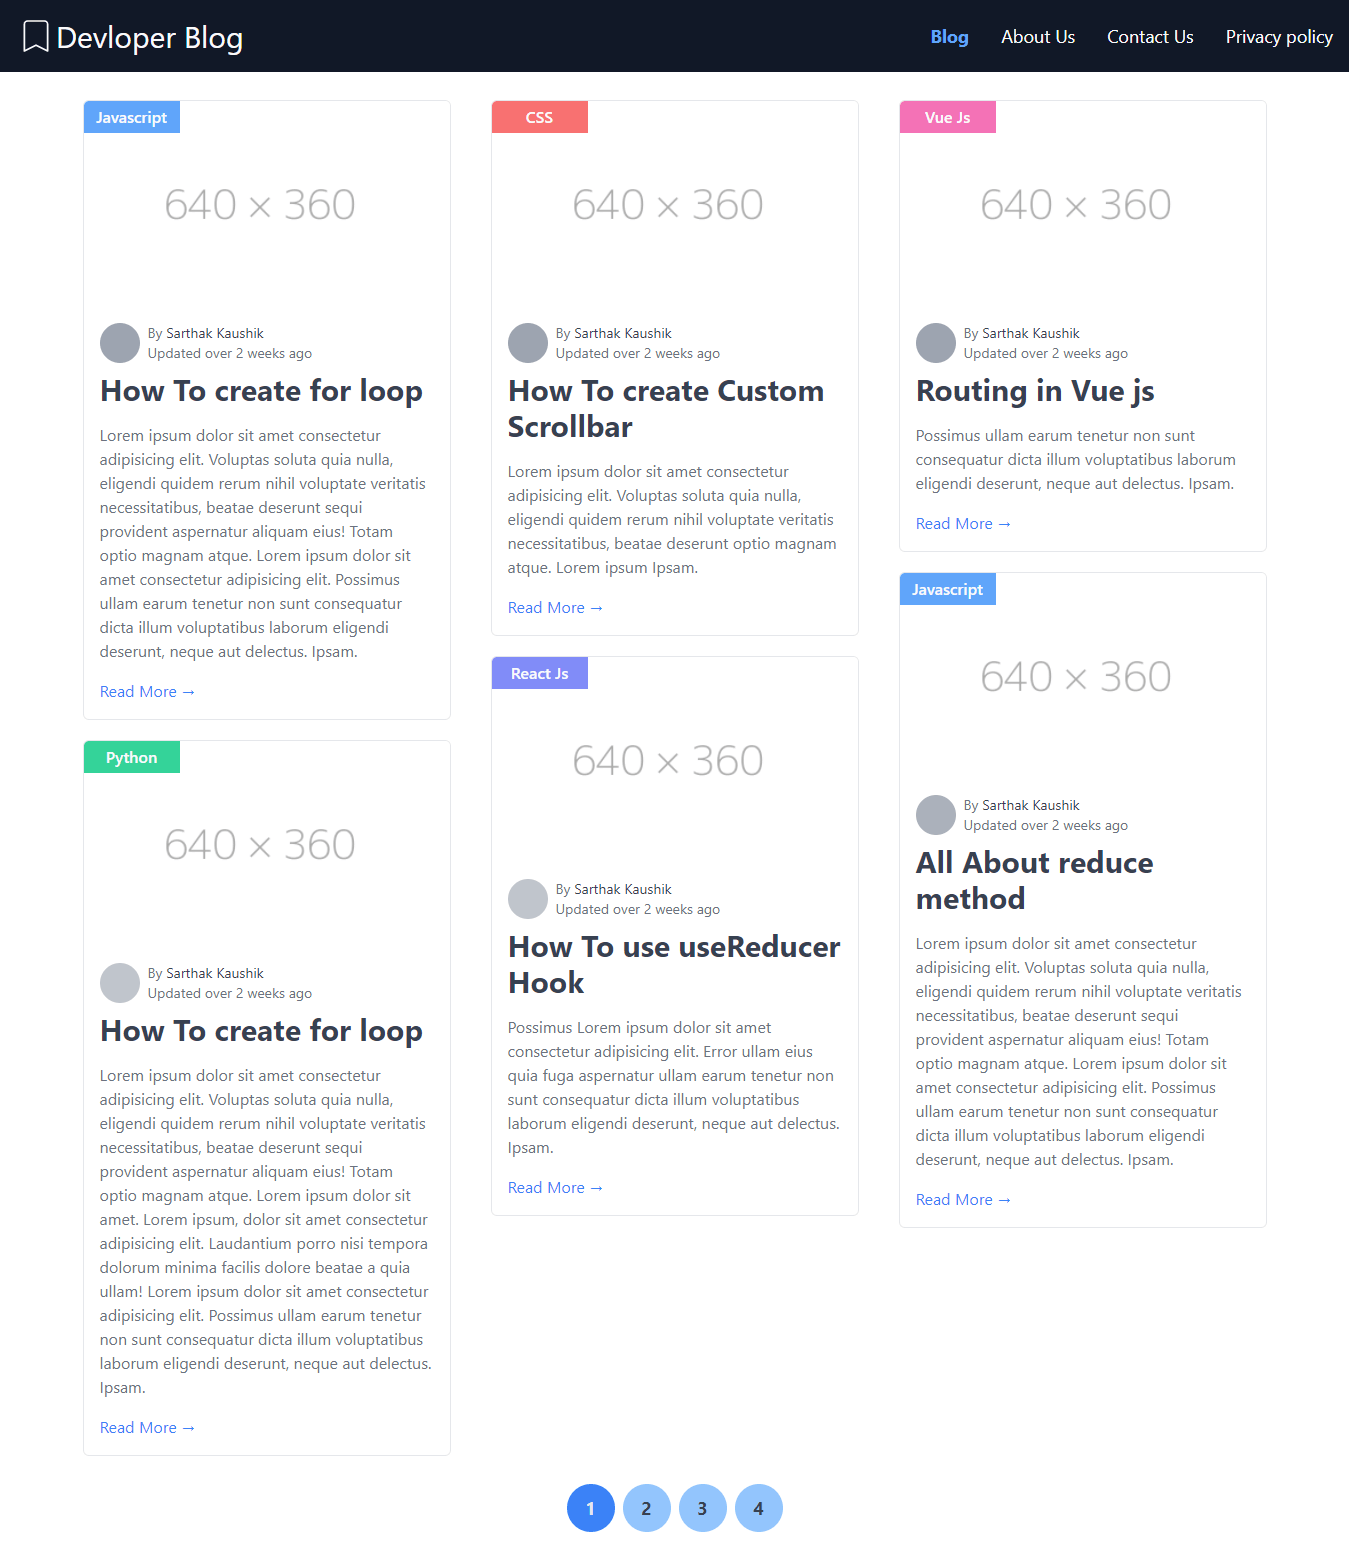 Devloper Blog
Blog
About Us
Contact Us
Privacy policy
Javascript
640 × 360
By Sarthak Kaushik
Updated over 2 weeks ago
How To create for loop
Lorem ipsum dolor sit amet consectetur
adipisicing elit. Voluptas soluta quia nulla,
eligendi quidem rerum nihil voluptate veritatis
necessitatibus, beatae deserunt sequi
provident aspernatur aliquam eius! Totam
optio magnam atque. Lorem ipsum dolor sit
amet consectetur adipisicing elit. Possimus
ullam earum tenetur non sunt consequatur
dicta illum voluptatibus laborum eligendi
deserunt, neque aut delectus. Ipsam.
Read More →
Python
640 × 360
By Sarthak Kaushik
Updated over 2 weeks ago
How To create for loop
Lorem ipsum dolor sit amet consectetur
adipisicing elit. Voluptas soluta quia nulla,
eligendi quidem rerum nihil voluptate veritatis
necessitatibus, beatae deserunt sequi
provident aspernatur aliquam eius! Totam
optio magnam atque. Lorem ipsum dolor sit
amet. Lorem ipsum, dolor sit amet consectetur
adipisicing elit. Laudantium porro nisi tempora
dolorum minima facilis dolore beatae a quia
ullam! Lorem ipsum dolor sit amet consectetur
adipisicing elit. Possimus ullam earum tenetur
non sunt consequatur dicta illum voluptatibus
laborum eligendi deserunt, neque aut delectus.
Ipsam.
Read More →
CSS
640 × 360
By Sarthak Kaushik
Updated over 2 weeks ago
How To create Custom
Scrollbar
Lorem ipsum dolor sit amet consectetur
adipisicing elit. Voluptas soluta quia nulla,
eligendi quidem rerum nihil voluptate veritatis
necessitatibus, beatae deserunt optio magnam
atque. Lorem ipsum Ipsam.
Read More →
React Js
640 × 360
By Sarthak Kaushik
Updated over 2 weeks ago
How To use useReducer
Hook
Possimus Lorem ipsum dolor sit amet
consectetur adipisicing elit. Error ullam eius
quia fuga aspernatur ullam earum tenetur non
sunt consequatur dicta illum voluptatibus
laborum eligendi deserunt, neque aut delectus.
Ipsam.
Read More →
Vue Js
640 × 360
By Sarthak Kaushik
Updated over 2 weeks ago
Routing in Vue js
Possimus ullam earum tenetur non sunt
consequatur dicta illum voluptatibus laborum
eligendi deserunt, neque aut delectus. Ipsam.
Read More →
Javascript
640 × 360
By Sarthak Kaushik
Updated over 2 weeks ago
All About reduce
method
Lorem ipsum dolor sit amet consectetur
adipisicing elit. Voluptas soluta quia nulla,
eligendi quidem rerum nihil voluptate veritatis
necessitatibus, beatae deserunt sequi
provident aspernatur aliquam eius! Totam
optio magnam atque. Lorem ipsum dolor sit
amet consectetur adipisicing elit. Possimus
ullam earum tenetur non sunt consequatur
dicta illum voluptatibus laborum eligendi
deserunt, neque aut delectus. Ipsam.
Read More →
1
2
3
4